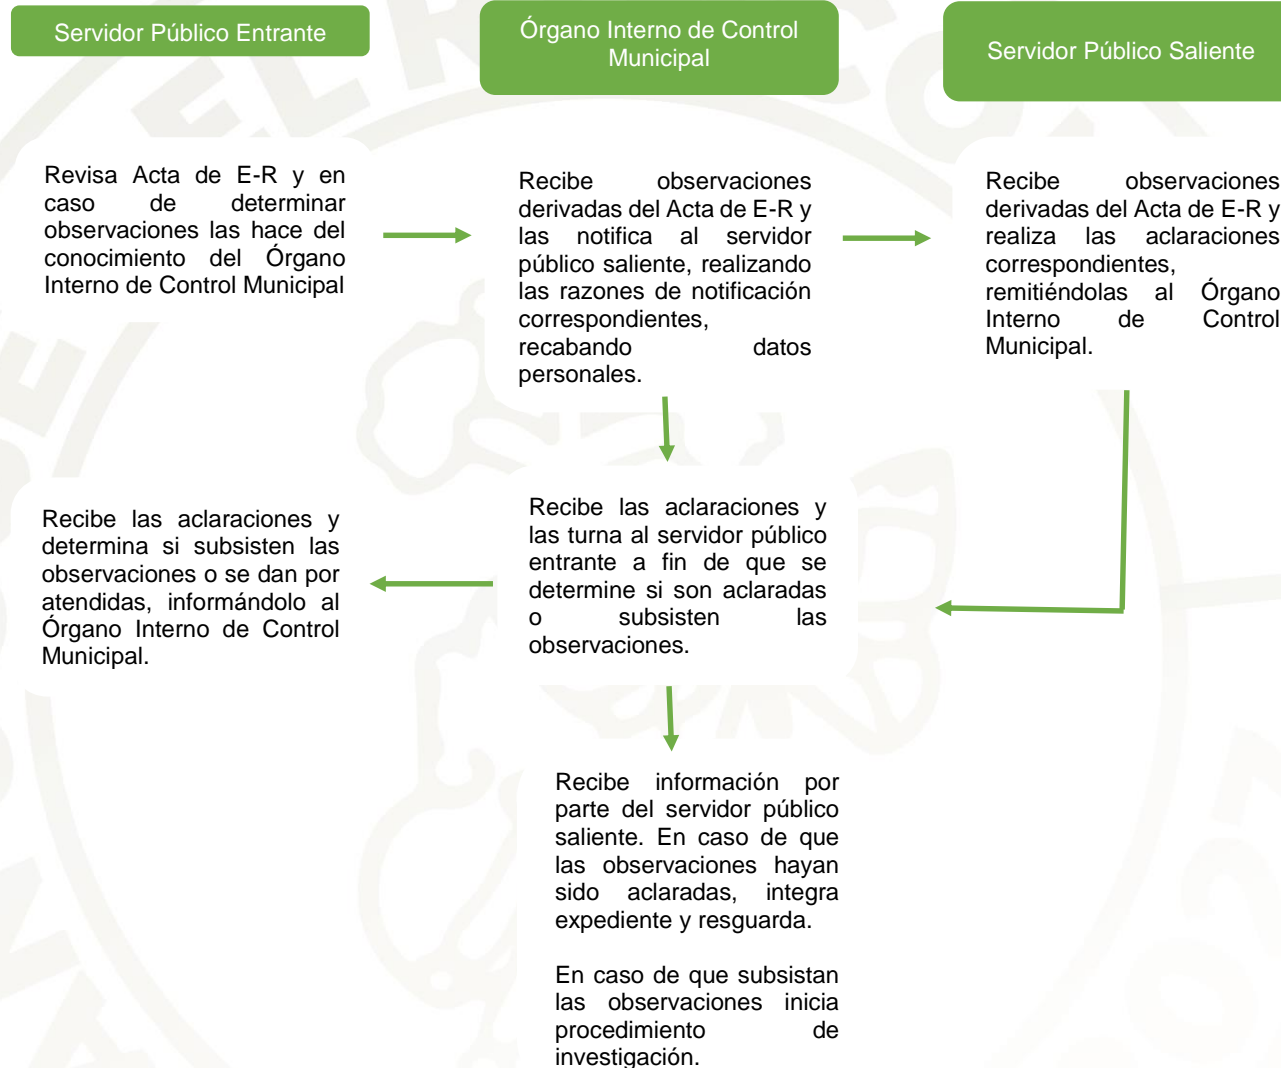 Servidor Público Entrante
Órgano Interno de Control
Municipal
Servidor Público Saliente
Revisa Acta de E-R y en
caso de determinar
observaciones las hace del
conocimiento del Órgano
Interno de Control Municipal
Recibe observaciones
derivadas del Acta de E-R y
las notifica al servidor
público saliente, realizando
las razones de notificación
correspondientes,
recabando datos
personales.
Recibe observaciones
derivadas del Acta de E-R y
realiza las aclaraciones
correspondientes,
remitiéndolas al Órgano
Interno de Control
Municipal.
Recibe las aclaraciones y
determina si subsisten las
observaciones o se dan por
atendidas, informándolo al
Órgano Interno de Control
Municipal.
Recibe las aclaraciones y
las turna al servidor público
entrante a fin de que se
determine si son aclaradas
o subsisten las
observaciones.
Recibe información por
parte del servidor público
saliente. En caso de que
las observaciones hayan
sido aclaradas, integra
expediente y resguarda.
En caso de que subsistan
las observaciones inicia
procedimiento de
investigación.